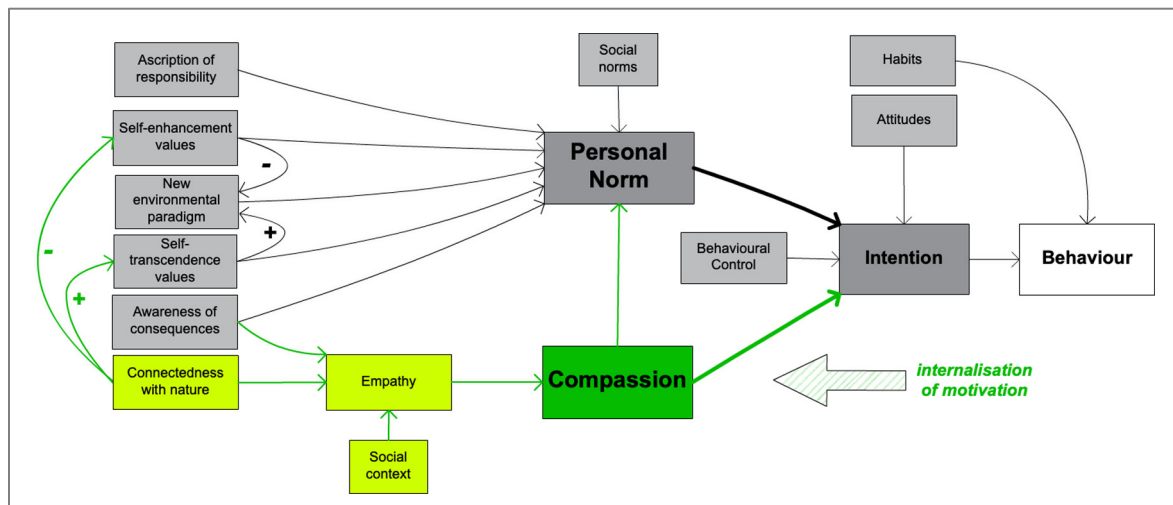 Ascription of
responsibility
Self-enhancement
values
-
New
environmental
paradigm
+
Self-
transcendence
values
-
+
Awareness of
consequences
Connectedness
with nature
Empathy
Social
context
Social
norms
Personal
Norm
Compassion
Behavioural
Control
Habits
Attitudes
Intention
Behaviour
internalisation
of motivation